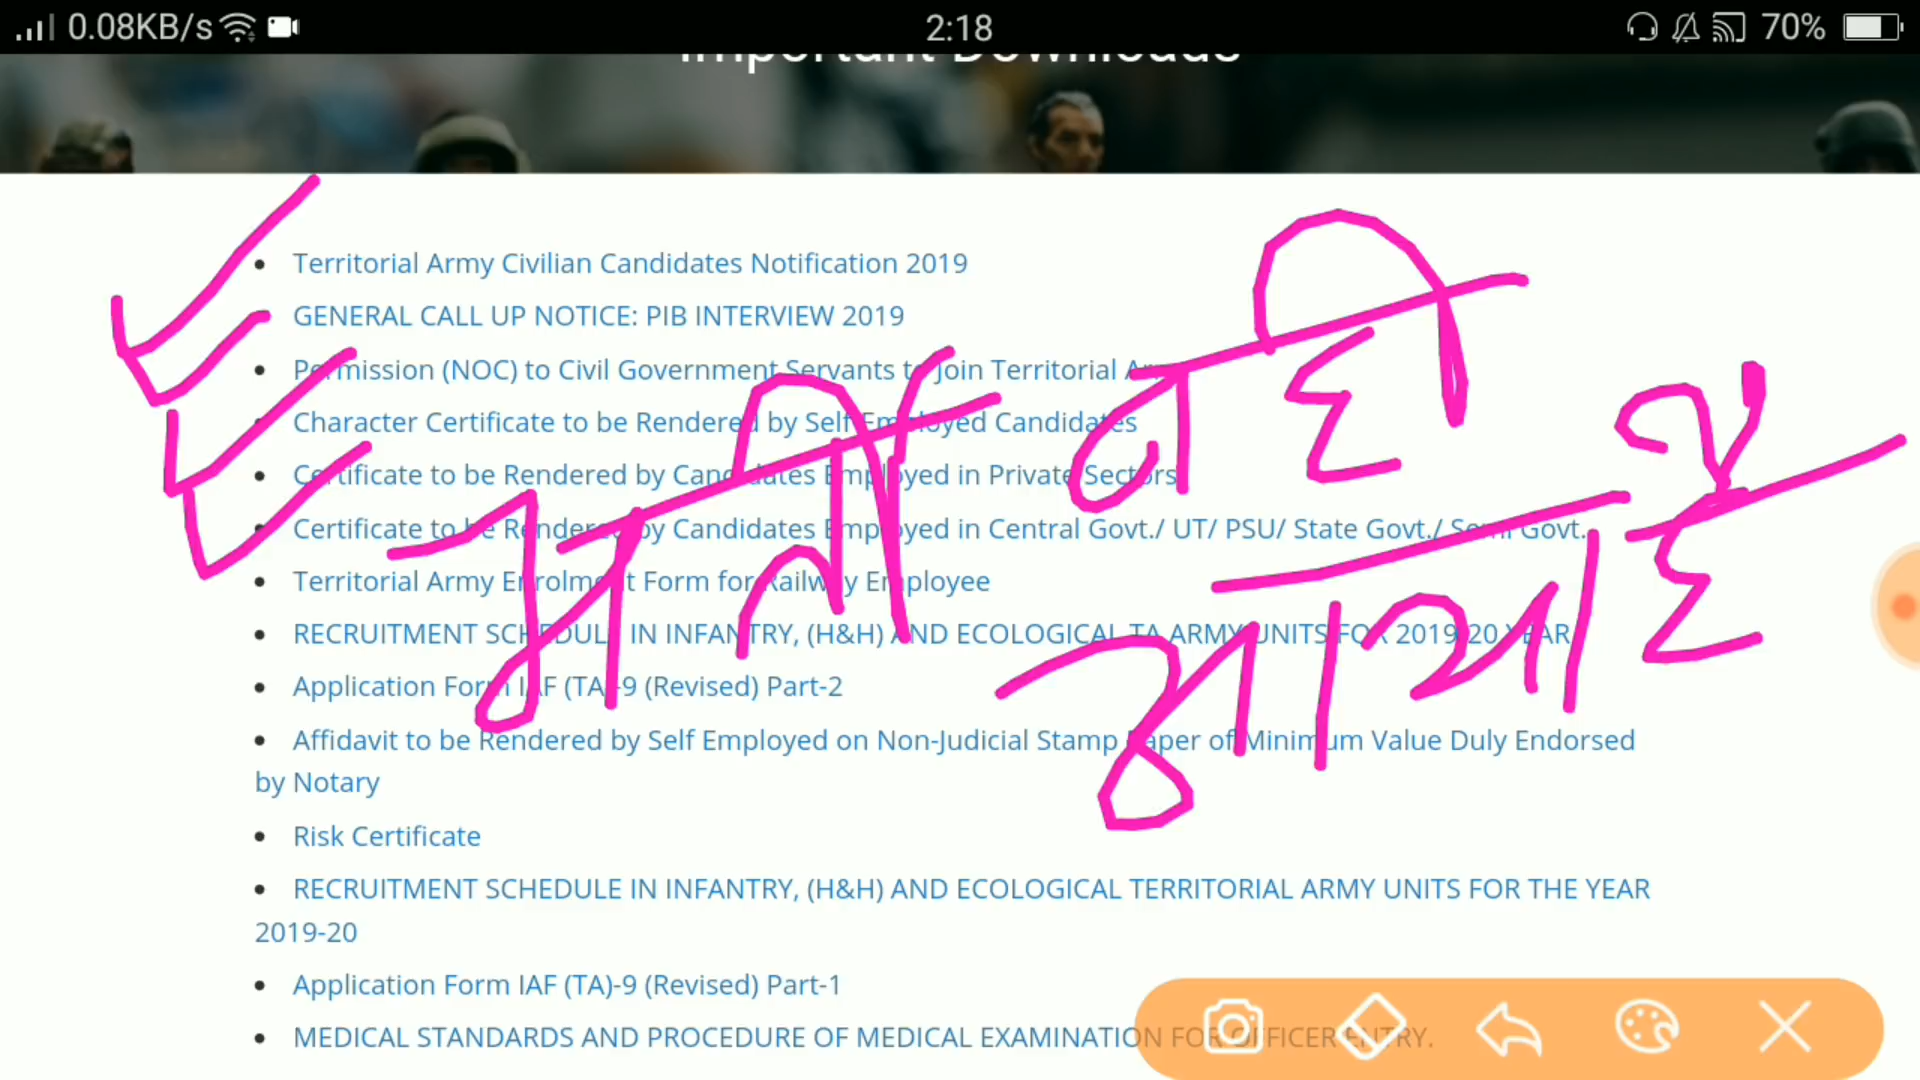 0.08KB/s 2:18 70%
Important Downloads
Territorial Army Civilian Candidates Notification 2019
GENERAL CALL UP NOTICE: PIB INTERVIEW 2019
Permission (NOC) to Civil Government Servants to Join Territorial Army
Character Certificate to be Rendered by Self Employed Candidates
Certificate to be Rendered by Candidates Employed in Private Sectors
Certificate to be Rendered by Candidates Employed in Central Govt./ UT/ PSU/ State Govt./ Semi Govt.
Territorial Army Enrolment Form for Railway Employee
RECRUITMENT SCHEDULE IN INFANTRY, (H&H) AND ECOLOGICAL TA ARMY UNITS FOR 2019-20 YEAR
Application Form IAF (TA)-9 (Revised) Part-2
Affidavit to be Rendered by Self Employed on Non-Judicial Stamp Paper of Minimum Value Duly Endorsed
by Notary
Risk Certificate
RECRUITMENT SCHEDULE IN INFANTRY, (H&H) AND ECOLOGICAL TERRITORIAL ARMY UNITS FOR THE YEAR
2019-20
Application Form IAF (TA)-9 (Revised) Part-1
MEDICAL STANDARDS AND PROCEDURE OF MEDICAL EXAMINATION FOR OFFICER ENTRY.
भर्ती नही
आया है